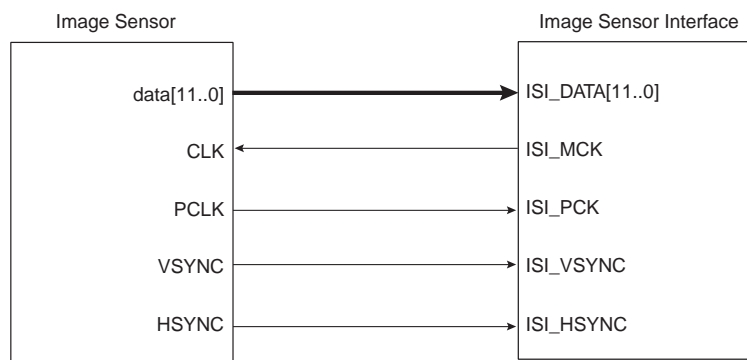 Image Sensor Image Sensor Interface
data[11..0] ISI_DATA[11..0]
CLK ISI_MCK
PCLK ISI_PCK
VSYNC ISI_VSYNC
HSYNC ISI_HSYNC